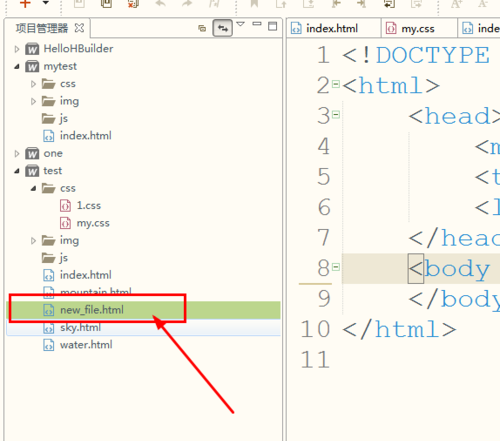 项目管理器
HelloHBuilder
mytest
css
img
js
index.html
one
test
css
1.css
my.css
img
js
index.html
mountain.html
new_file.html
sky.html
water.html
index.html
my.css
1 <!DOCTYPE
2 <html>
3 <head>
4 <m
5 <t
6 <l
7 </head
8 <body
9 </body
10 </html>
11